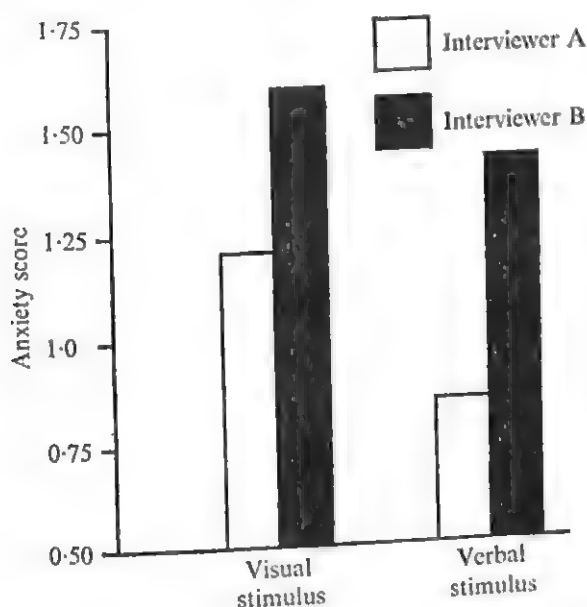 1·75
1·50
1·25
1·0
0·75
0·50
Anxiety score
Interviewer A
Interviewer B
Visual
stimulus
Verbal
stimulus